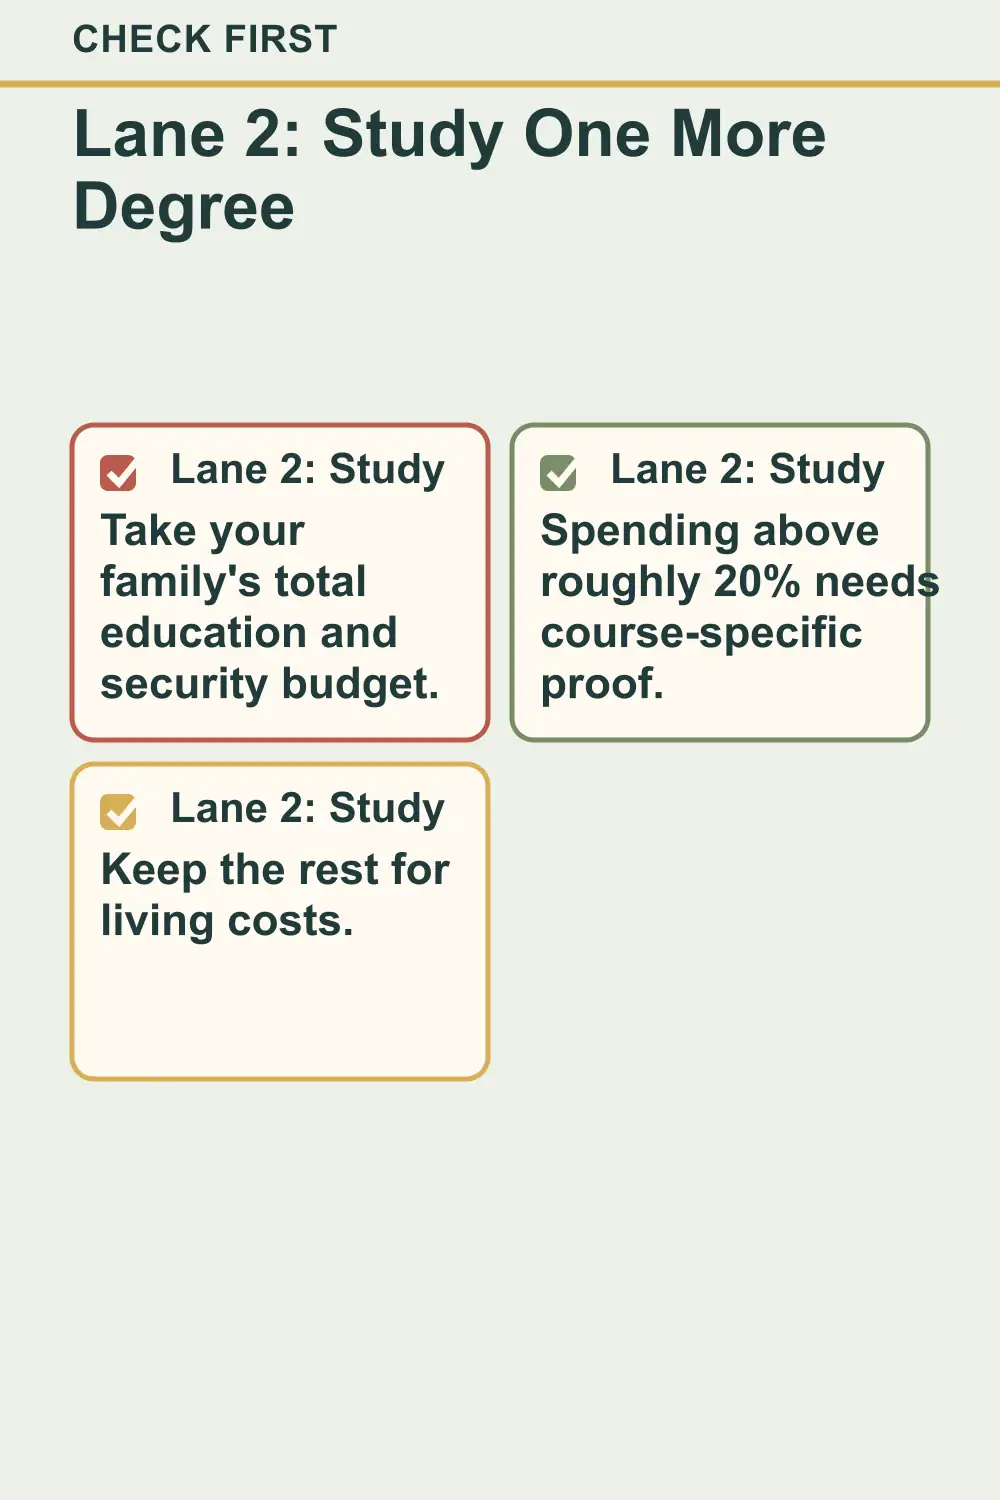 CHECK FIRST
Lane 2: Study One More
Degree
Lane 2: Study
Take your
family's total
education and
security budget.
Lane 2: Study
Spending above
roughly 20% needs
course-specific
proof.
Lane 2: Study
Keep the rest for
living costs.